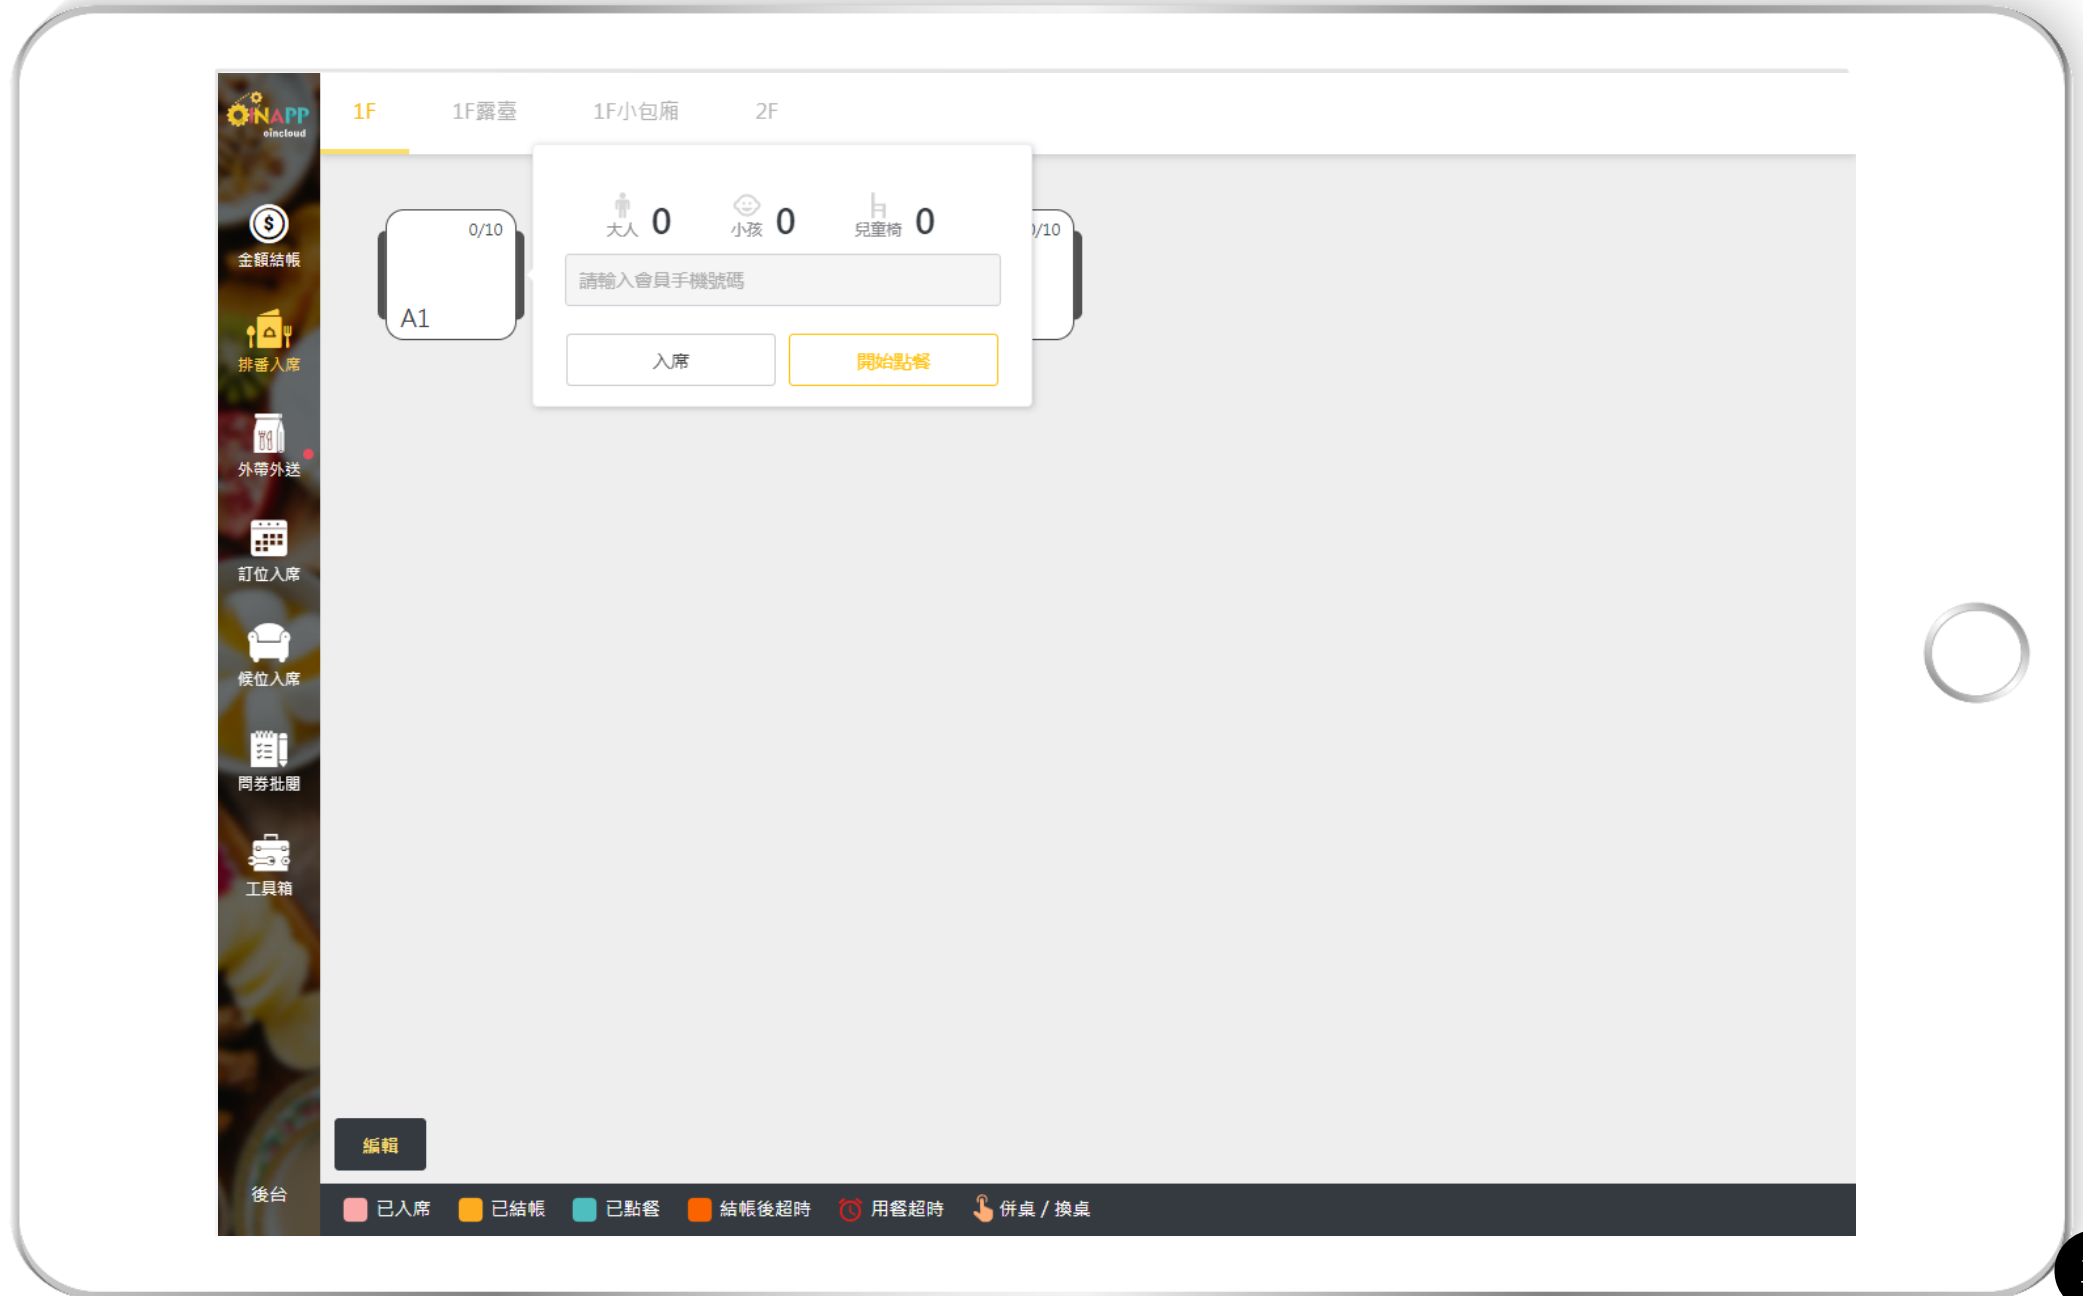 OINAPP
oincloud
1F 1F露臺 1F小包廂 2F
金額結帳
排番入席
外帶外送
訂位入席
候位入席
問券批閱
工具箱
後台
0/10
A1
大人 0 小孩 0 兒童椅 0
請輸入會員手機號碼
入席 開始點餐
/10
編輯
已入席 已結帳 已點餐 結帳後超時 用餐超時 併桌 / 換桌